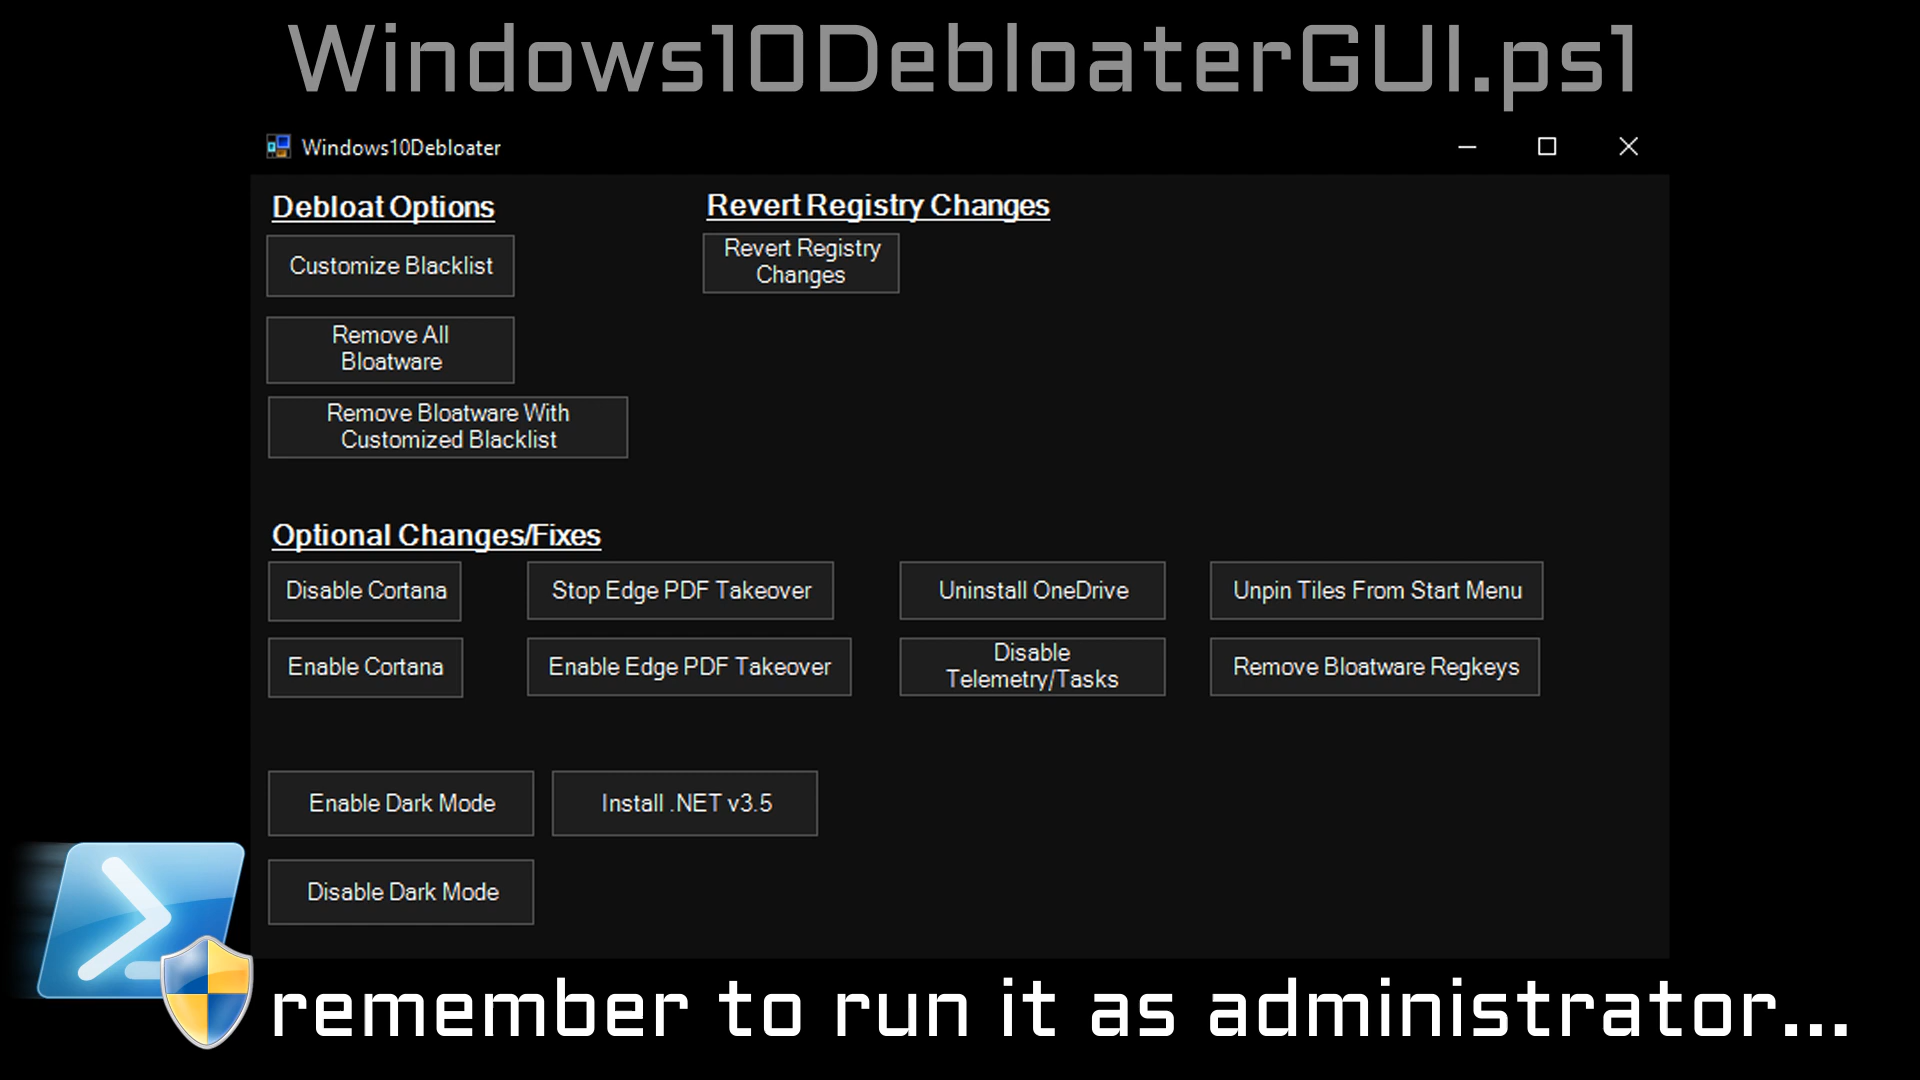 Windows10DebloaterGUI.ps1
Windows10Debloater
Debloat Options
Revert Registry Changes
Customize Blacklist
Revert Registry
Changes
Remove All
Bloatware
Remove Bloatware With
Customized Blacklist
Optional Changes/Fixes
Disable Cortana
Stop Edge PDF Takeover
Uninstall OneDrive
Unpin Tiles From Start Menu
Enable Cortana
Enable Edge PDF Takeover
Disable
Telemetry/Tasks
Remove Bloatware Regkeys
Enable Dark Mode
Install .NET v3.5
Disable Dark Mode
remember to run it as administrator...